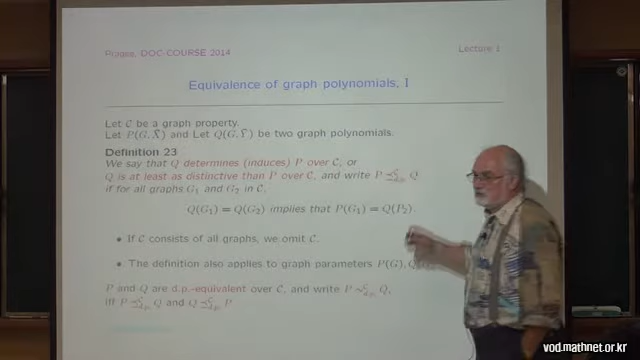 Prague, DOC-COURSE 2014
Lecture 1
Equivalence of graph polynomials, I
Let C be a graph property.
Let P(G, X̄) and Let Q(G, Ȳ) be two graph polynomials.
Definition 23
We say that Q determines (induces) P over C, or
Q is at least as distinctive than P over C, and write P ⪯ᶜ_d.p. Q
if for all graphs G₁ and G₂ in C,
Q(G₁) = Q(G₂) implies that P(G₁) = Q(P₂).
• If C consists of all graphs, we omit C.
• The definition also applies to graph parameters P(G),
P and Q are d.p.-equivalent over C, and write P ∼ᶜ_d.p. Q,
iff P ⪯ᶜ_d.p. Q and Q ⪯ᶜ_d.p. P
vod.mathnet.or.kr